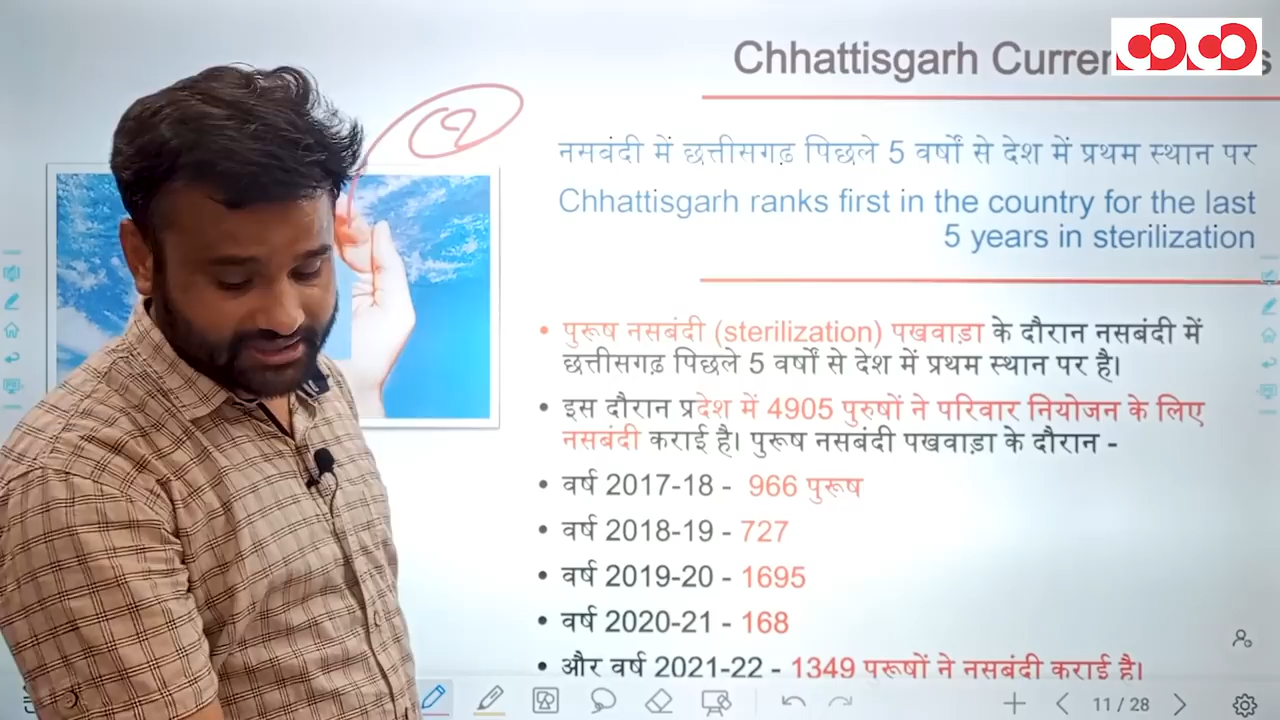 Chhattisgarh
नसबंदी में छत्तीसगढ़ पिछले 5 वर्षों से देश में प्रथम स्थान पर
Chhattisgarh ranks first in the country for the last
5 years in sterilization
• पुरूष नसबंदी (sterilization) पखवाड़ा के दौरान नसबंदी में
छत्तीसगढ़ पिछले 5 वर्षों से देश में प्रथम स्थान पर है।
• इस दौरान प्रदेश में 4905 पुरुषों ने परिवार नियोजन के लिए
नसबंदी कराई है। पुरूष नसबंदी पखवाड़ा के दौरान -
• वर्ष 2017-18 - 966 पुरूष
• वर्ष 2018-19 - 727
• वर्ष 2019-20 - 1695
• वर्ष 2020-21 - 168
• और वर्ष 2021-22 - 1349 परूषों ने नसबंदी कराई है।
11 / 28